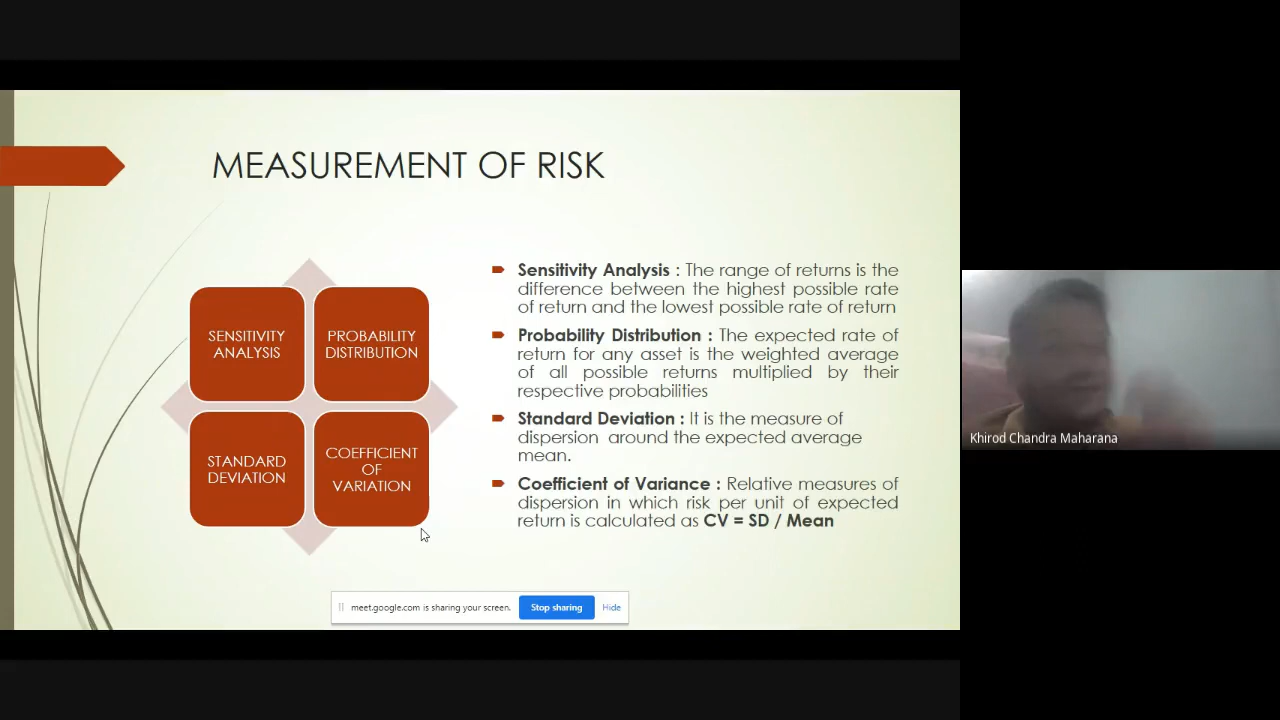 MEASUREMENT OF RISK
SENSITIVITY
ANALYSIS
PROBABILITY
DISTRIBUTION
STANDARD
DEVIATION
COEFFICIENT
OF
VARIATION
Sensitivity Analysis : The range of returns is the
difference between the highest possible rate
of return and the lowest possible rate of return
Probability Distribution : The expected rate of
return for any asset is the weighted average
of all possible returns multiplied by their
respective probabilities
Standard Deviation : It is the measure of
dispersion around the expected average
mean.
Coefficient of Variance : Relative measures of
dispersion in which risk per unit of expected
return is calculated as CV = SD / Mean
meet.google.com is sharing your screen.
Stop sharing
Hide
Khirod Chandra Maharana